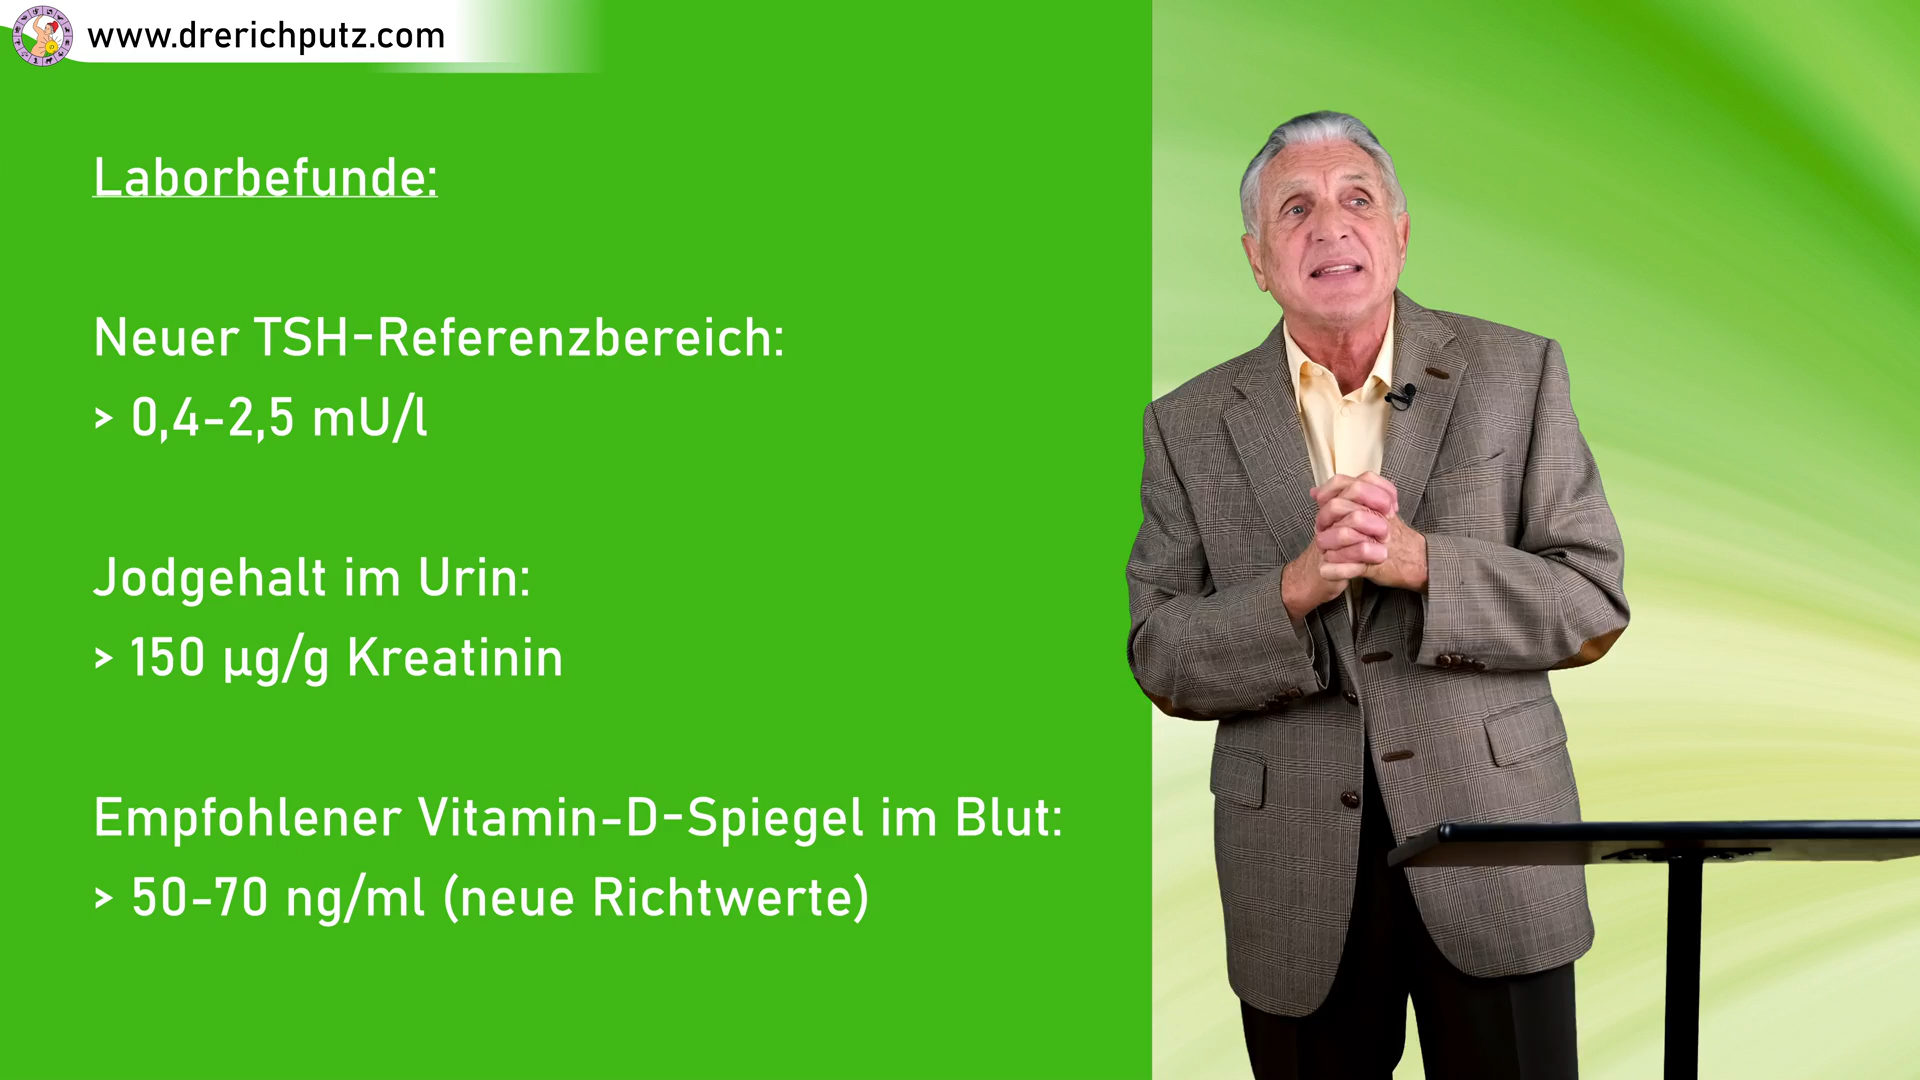 www.drerichputz.com
Laborbefunde:
Neuer TSH-Referenzbereich:
> 0,4-2,5 mU/l
Jodgehalt im Urin:
> 150 µg/g Kreatinin
Empfohlener Vitamin-D-Spiegel im Blut:
> 50-70 ng/ml (neue Richtwerte)